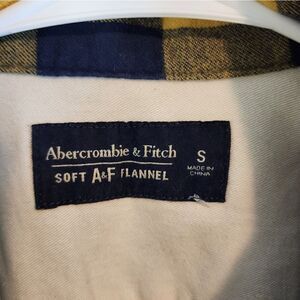 Abercrombie & Fitch
SOFT A&F FLANNEL
S
MADE IN
CHINA